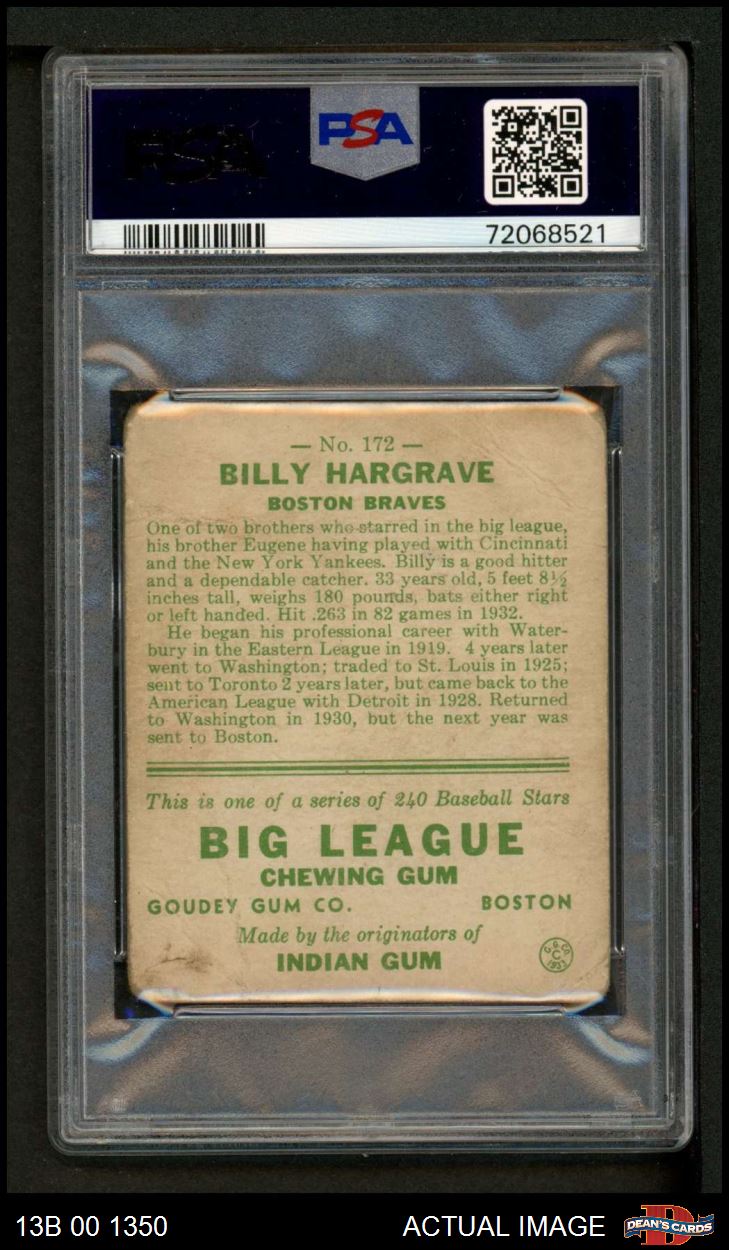 PSA
72068521
— No. 172 —
BILLY HARGRAVE
BOSTON BRAVES
One of two brothers who starred in the big league,
his brother Eugene having played with Cincinnati
and the New York Yankees. Billy is a good hitter
and a dependable catcher. 33 years old, 5 feet 8½
inches tall, weighs 180 pounds, bats either right
or left handed. Hit .263 in 82 games in 1932.
He began his professional career with Water-
bury in the Eastern League in 1919. 4 years later
went to Washington; traded to St. Louis in 1925;
sent to Toronto 2 years later, but came back to the
American League with Detroit in 1928. Returned
to Washington in 1930, but the next year was
sent to Boston.
This is one of a series of 240 Baseball Stars
BIG LEAGUE
CHEWING GUM
GOUDEY GUM CO. BOSTON
Made by the originators of
INDIAN GUM
G.G.CO.
C
1933
13B 00 1350 ACTUAL IMAGE DEAN'S CARDS